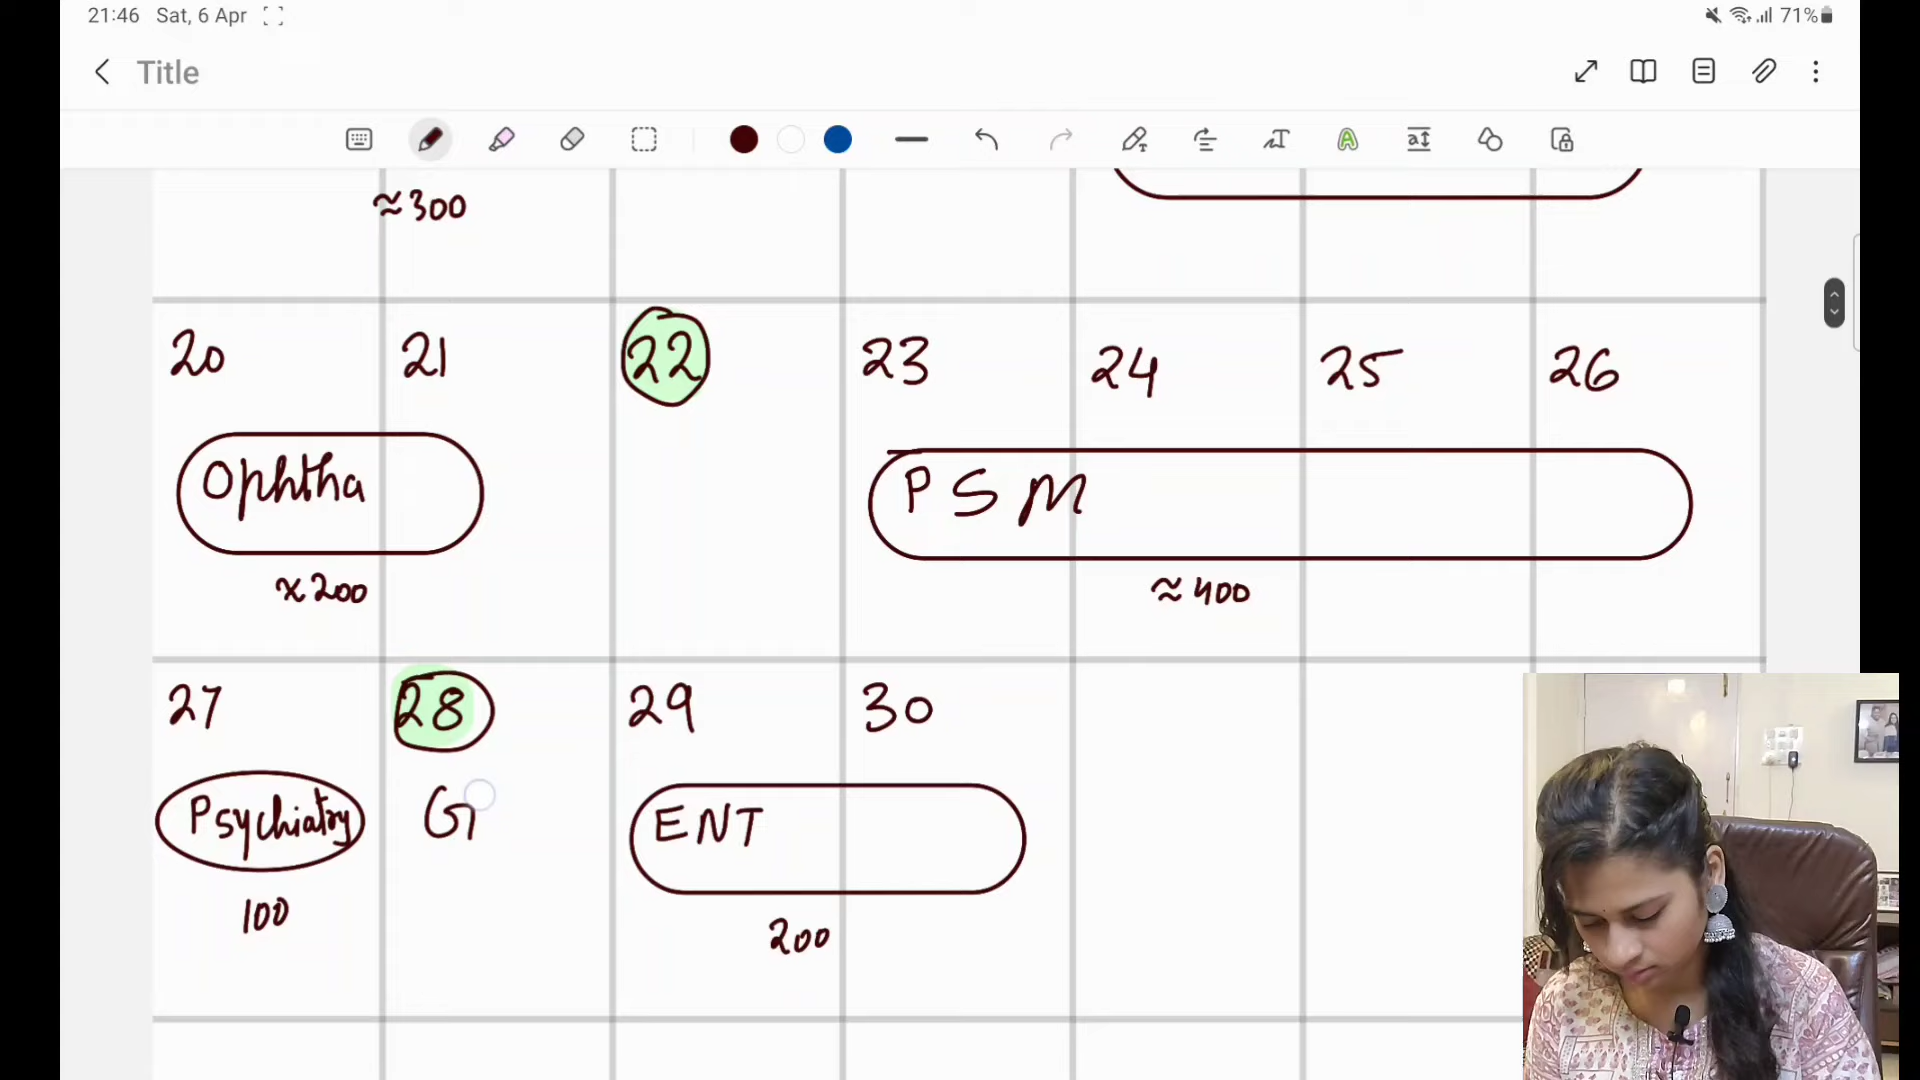 21:46 Sat, 6 Apr 71%
Title
≈300
20 21 22 23 24 25 26
Ophtha PSM
≈200 ≈400
27 28 29 30
Psychiatry G ENT
100 200